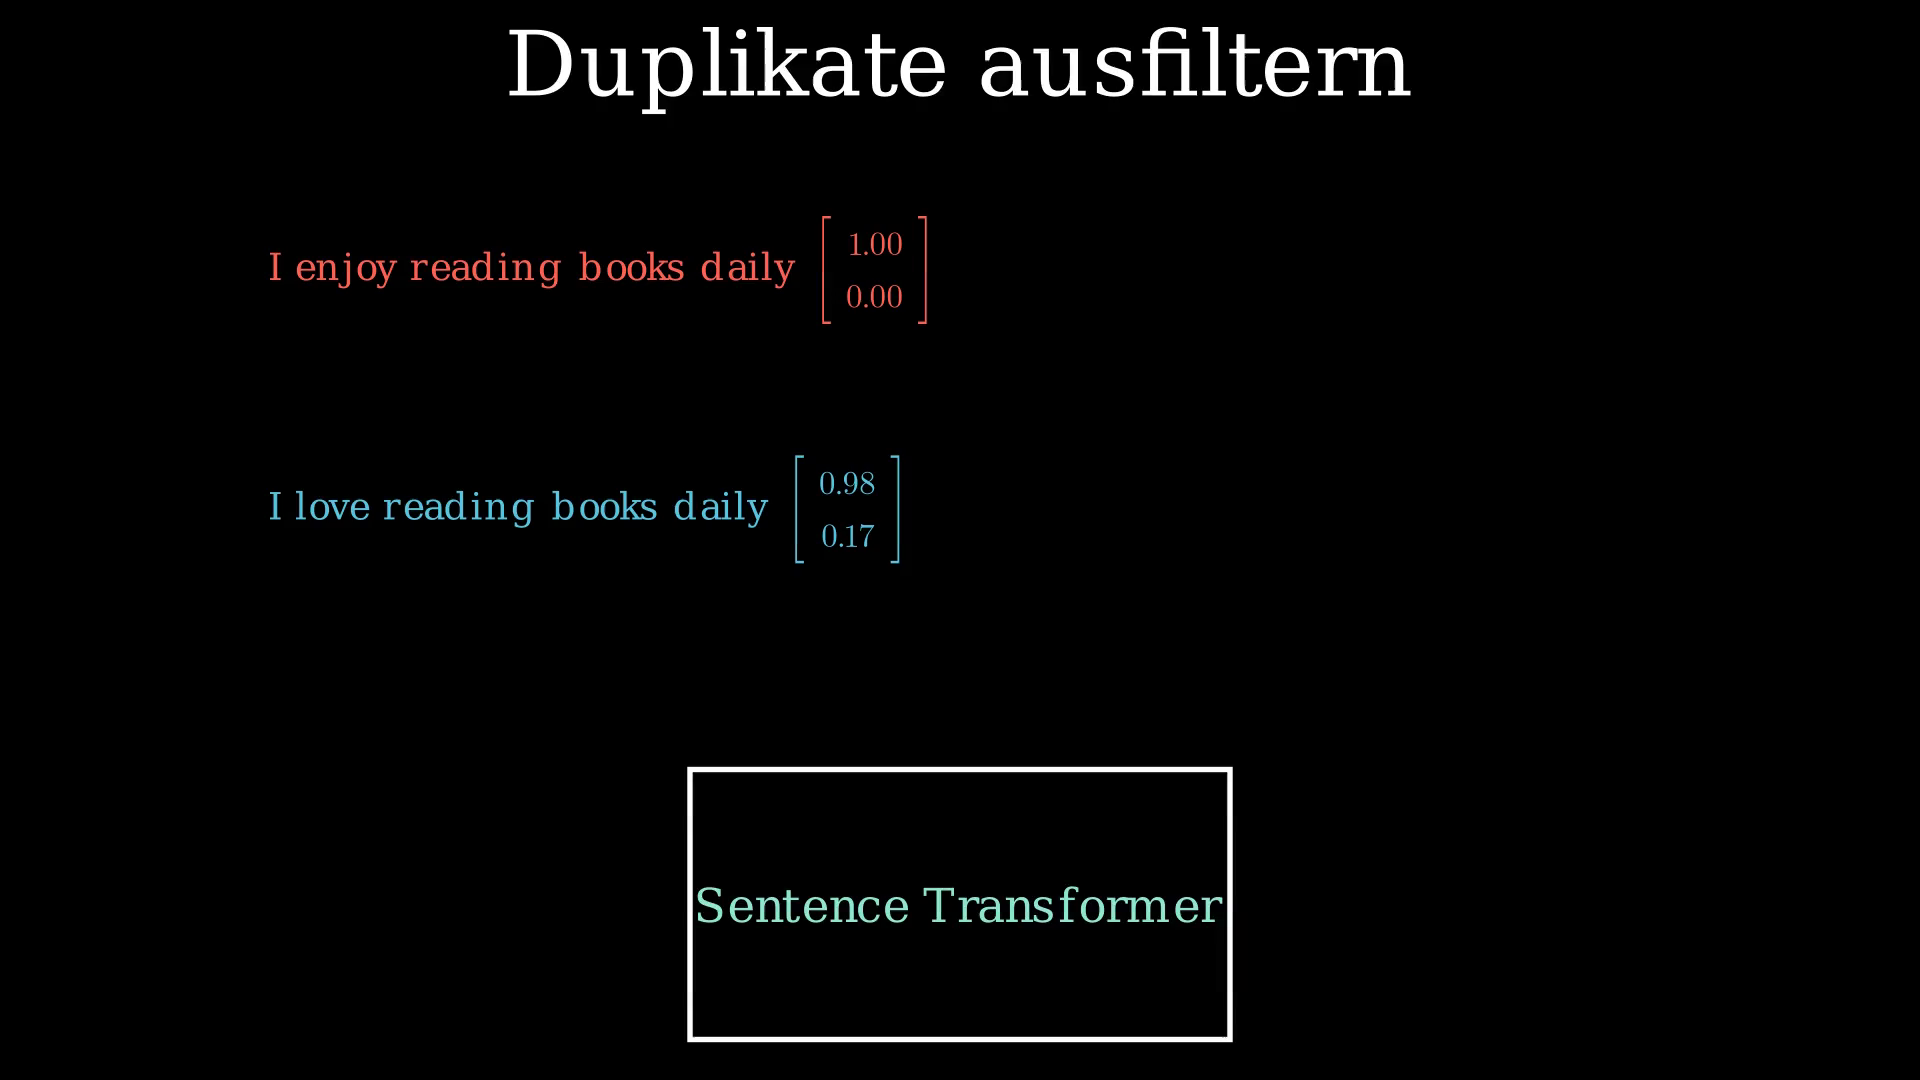 Duplikate ausfiltern
I enjoy reading books daily [1.00 0.00]
I love reading books daily [0.98 0.17]
Sentence Transformer